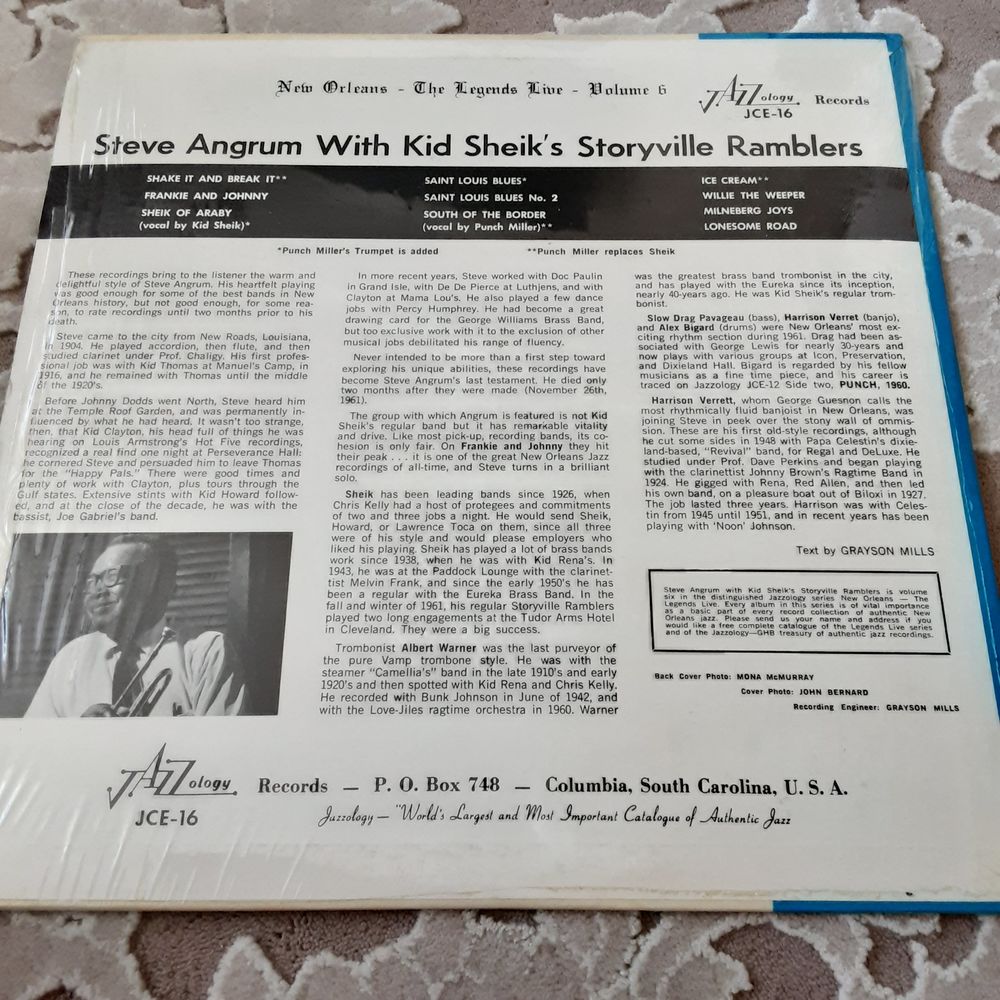 New Orleans - The Legends Live - Volume 6
JAZZology Records
JCE-16
Steve Angrum With Kid Sheik's Storyville Ramblers
SHAKE IT AND BREAK IT**
FRANKIE AND JOHNNY
SHEIK OF ARABY
(vocal by Kid Sheik)*
SAINT LOUIS BLUES*
SAINT LOUIS BLUES No. 2
SOUTH OF THE BORDER
(vocal by Punch Miller)**
ICE CREAM**
WILLIE THE WEEPER
MILNEBERG JOYS
LONESOME ROAD
*Punch Miller's Trumpet is added
**Punch Miller replaces Sheik
These recordings bring to the listener the warm and
delightful style of Steve Angrum. His heartfelt playing
was good enough for some of the best bands in New
Orleans history, but not good enough, for some rea-
son, to rate recordings until two months prior to his
death.
Steve came to the city from New Roads, Louisiana,
in 1904. He played accordion, then flute, and then
studied clarinet under Prof. Chaligy. His first profes-
sional job was with Kid Thomas at Manuel's Camp, in
1916, and he remained with Thomas until the middle
of the 1920's.
Before Johnny Dodds went North, Steve heard him
at the Temple Roof Garden, and was permanently in-
fluenced by what he had heard. It wasn't too strange,
then, that Kid Clayton, his head full of things he was
hearing on Louis Armstrong's Hot Five recordings,
recognized a real find one night at Perseverance Hall:
he cornered Steve and persuaded him to leave Thomas
for the "Happy Pals." There were good times and
plenty of work with Clayton, plus tours through the
Gulf states. Extensive stints with Kid Howard follow-
ed, and at the close of the decade, he was with the
bassist, Joe Gabriel's band.
In more recent years, Steve worked with Doc Paulin
in Grand Isle, with De De Pierce at Luthjens, and with
Clayton at Mama Lou's. He also played a few dance
jobs with Percy Humphrey. He had become a great
drawing card for the George Williams Brass Band,
but too exclusive work with it to the exclusion of other
musical jobs debilitated his range of fluency.
Never intended to be more than a first step toward
exploring his unique abilities, these recordings have
become Steve Angrum's last testament. He died only
two months after they were made (November 26th,
1961).
The group with which Angrum is featured is not Kid
Sheik's regular band but it has remarkable vitality
and drive. Like most pick-up, recording bands, its co-
hesion is only fair. On Frankie and Johnny they hit
their peak . . . it is one of the great New Orleans Jazz
recordings of all-time, and Steve turns in a brilliant
solo.
Sheik has been leading bands since 1926, when
Chris Kelly had a host of protegees and commitments
of two and three jobs a night. He would send Sheik,
Howard, or Lawrence Toca on them, since all three
were of his style and would please employers who
liked his playing. Sheik has played a lot of brass bands
work since 1938, when he was with Kid Rena's. In
1943, he was at the Paddock Lounge with the clarinet-
tist Melvin Frank, and since the early 1950's he has
been a regular with the Eureka Brass Band. In the
fall and winter of 1961, his regular Storyville Ramblers
played two long engagements at the Tudor Arms Hotel
in Cleveland. They were a big success.
Trombonist Albert Warner was the last purveyor of
the pure Vamp trombone style. He was with the
steamer "Camellia's" band in the late 1910's and early
1920's and then spotted with Kid Rena and Chris Kelly.
He recorded with Bunk Johnson in June of 1942, and
with the Love-Jiles ragtime orchestra in 1960. Warner
was the greatest brass band trombonist in the city,
and has played with the Eureka since its inception,
nearly 40-years ago. He was Kid Sheik's regular trom-
bonist.
Slow Drag Pavageau (bass), Harrison Verret (banjo),
and Alex Bigard (drums) were New Orleans' most ex-
citing rhythm section during 1961. Drag had been as-
sociated with George Lewis for nearly 30-years and
now plays with various groups at Icon, Preservation,
and Dixieland Hall. Bigard is regarded by his fellow
musicians as a fine time piece, and his career is
traced on Jazzology JCE-12 Side two, PUNCH, 1960.
Harrison Verrett, whom George Guesnon calls the
most rhythmically fluid banjoist in New Orleans, was
joining Steve in peek over the stony wall of ommis-
sion. These are his first old-style recordings, although
he cut some sides in 1948 with Papa Celestin's dixie-
land-based, "Revival" band, for Regal and DeLuxe. He
studied under Prof. Dave Perkins and began playing
with the clarinettist Johnny Brown's Ragtime Band in
1924. He gigged with Rena, Red Allen, and then led
his own band, on a pleasure boat out of Biloxi in 1927.
The job lasted three years. Harrison was with Celes-
tin from 1945 until 1951, and in recent years has been
playing with 'Noon' Johnson.
Text by GRAYSON MILLS
Steve Angrum with Kid Sheik's Storyville Ramblers is volume
six in the distinguished Jazzology series New Orleans — The
Legends Live. Every album in this series is of vital importance
as a basic part of every record collection of authentic New
Orleans jazz. Please send us your name and address if you
would like a free complete catalogue of the Legends Live series
and of the Jazzology—GHB treasury of authentic jazz recordings.
Back Cover Photo: MONA McMURRAY
Cover Photo: JOHN BERNARD
Recording Engineer: GRAYSON MILLS
JAZZology Records — P. O. Box 748 — Columbia, South Carolina, U. S. A.
JCE-16
Jazzology — "World's Largest and Most Important Catalogue of Authentic Jazz